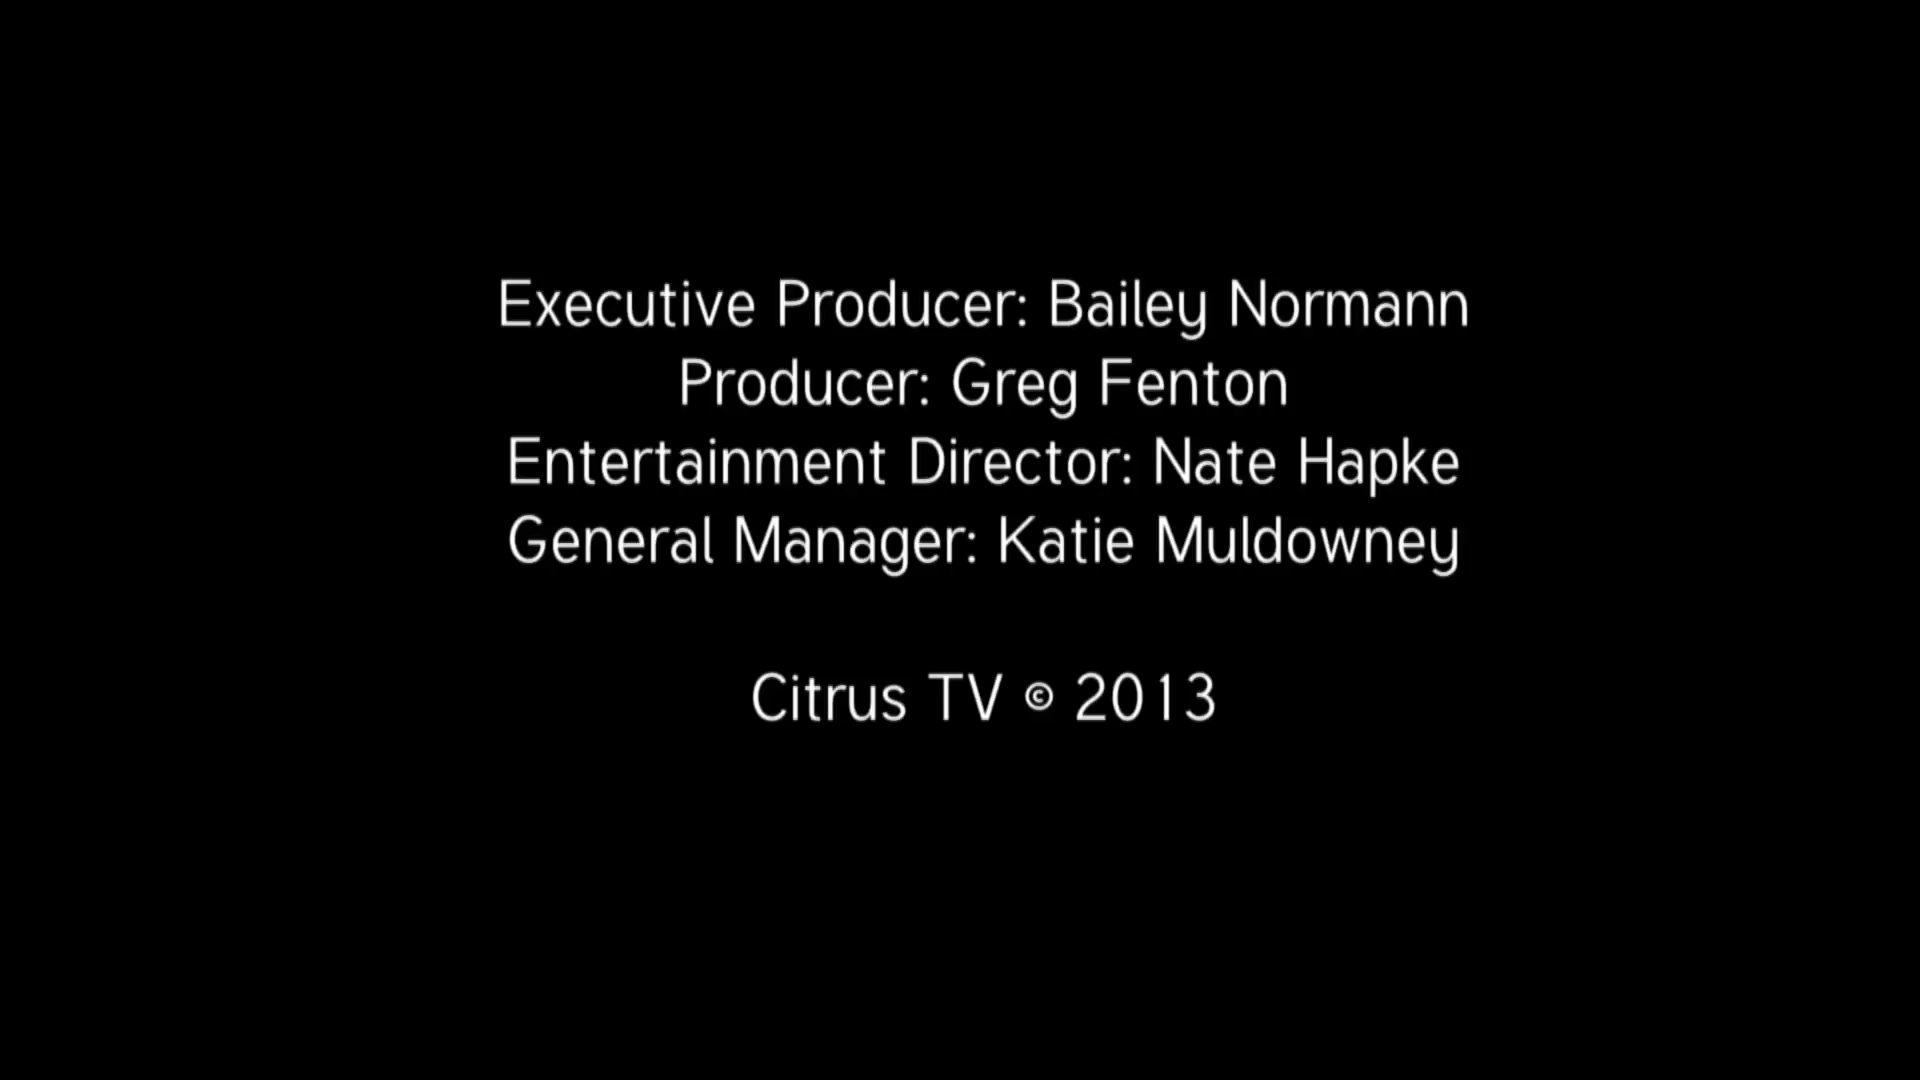 Executive Producer: Bailey Normann
Producer: Greg Fenton
Entertainment Director: Nate Hapke
General Manager: Katie Muldowney
Citrus TV © 2013